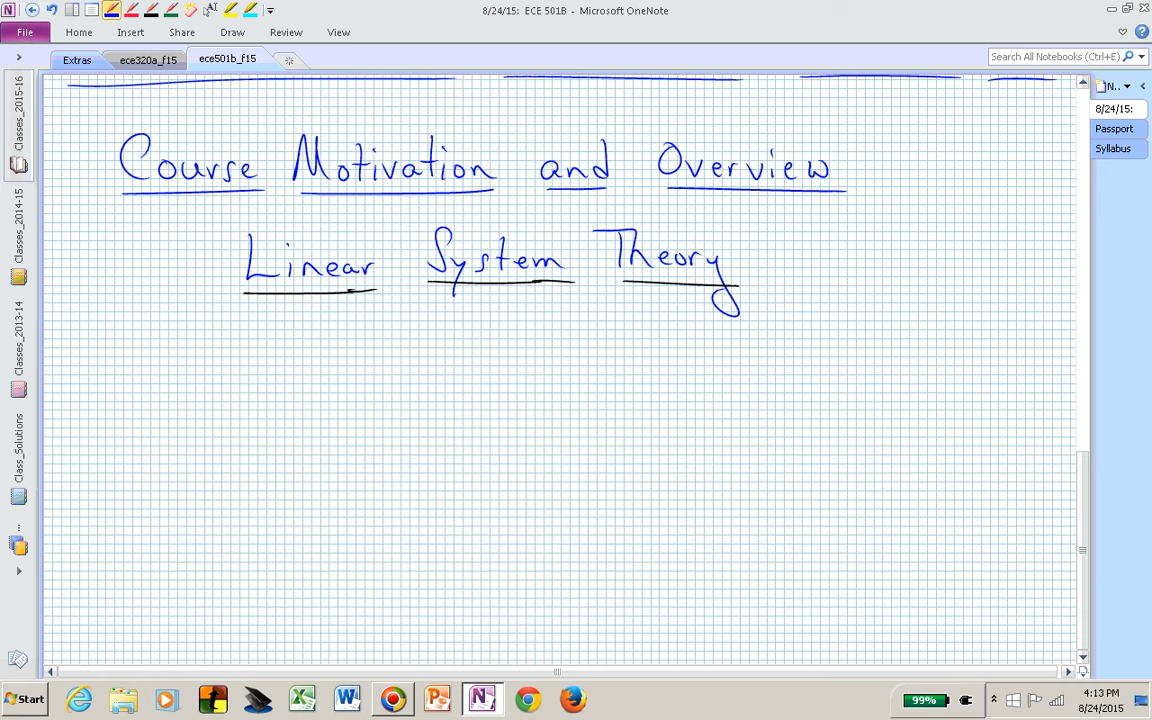 8/24/15: ECE 501B - Microsoft OneNote
File Home Insert Share Draw Review View
Extras ece320a_f15 ece501b_f15
Search All Notebooks (Ctrl+E)
N..
8/24/15:
Passport
Syllabus
Classes_2015-16
Classes_2014-15
Classes_2013-14
Class_Solutions
Course Motivation and Overview
Linear System Theory
Start
99%
4:13 PM
8/24/2015